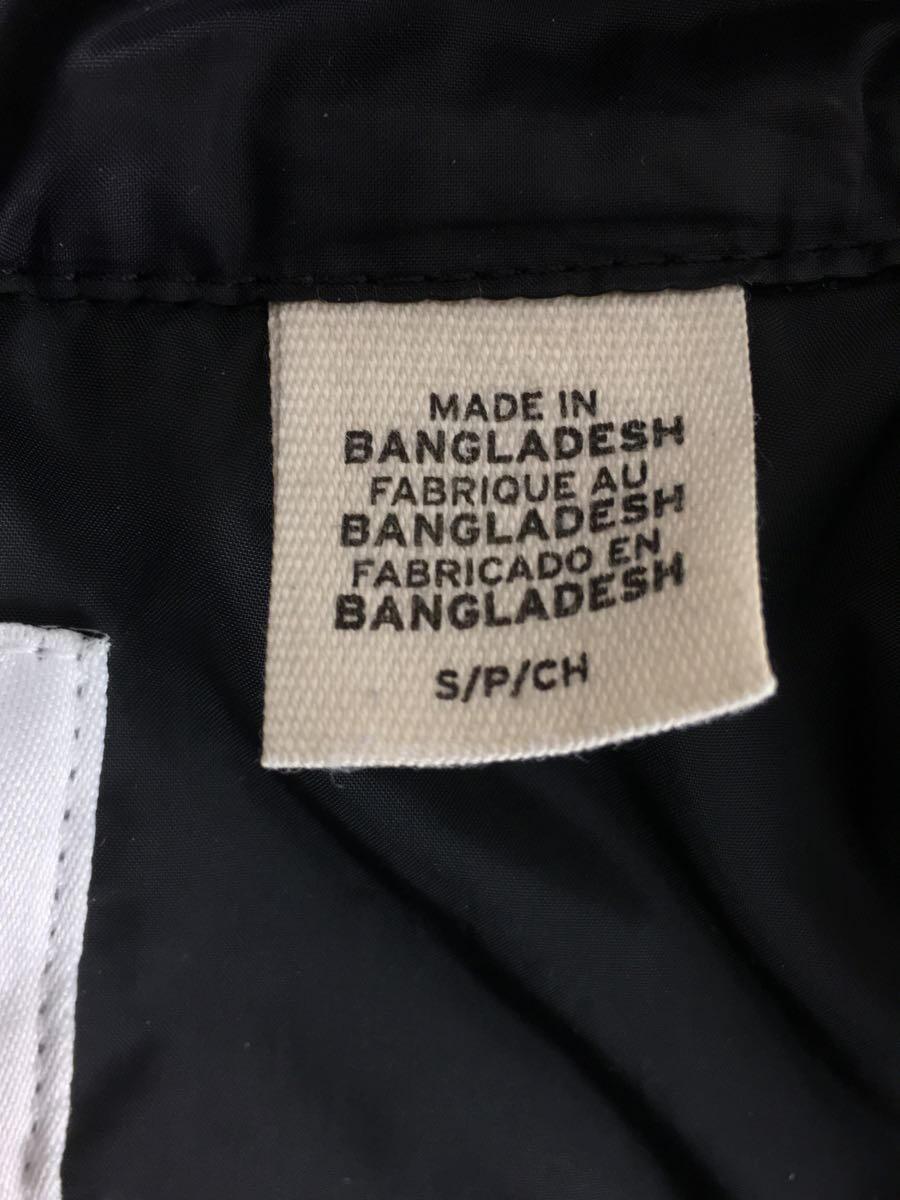 MADE IN
BANGLADESH
FABRIQUE AU
BANGLADESH
FABRICADO EN
BANGLADESH
S/P/CH